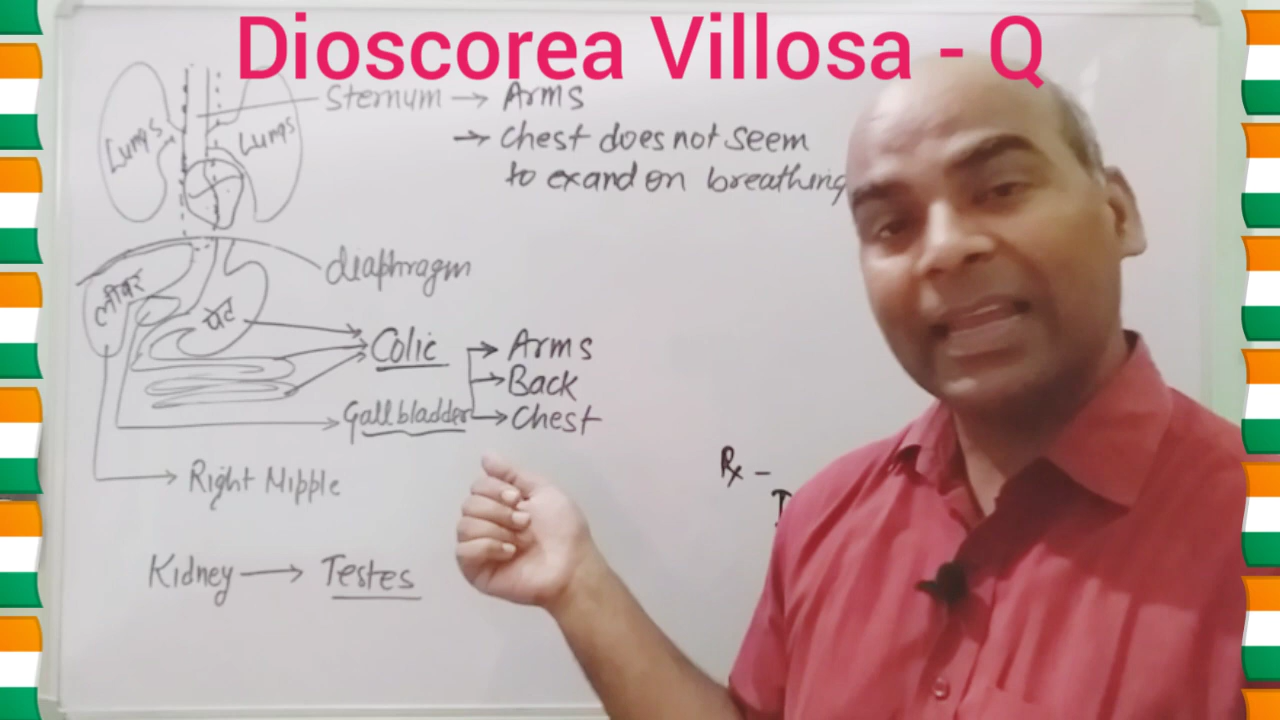 Dioscorea Villosa - Q
Sternum → Arms
Lungs
Lungs
→ Chest does not seem
to exand on breathing
diaphragm
लीवर
पेट
Colic → Arms
→ Back
Gallbladder → Chest
Right Nipple
Rx -
Kidney → Testes